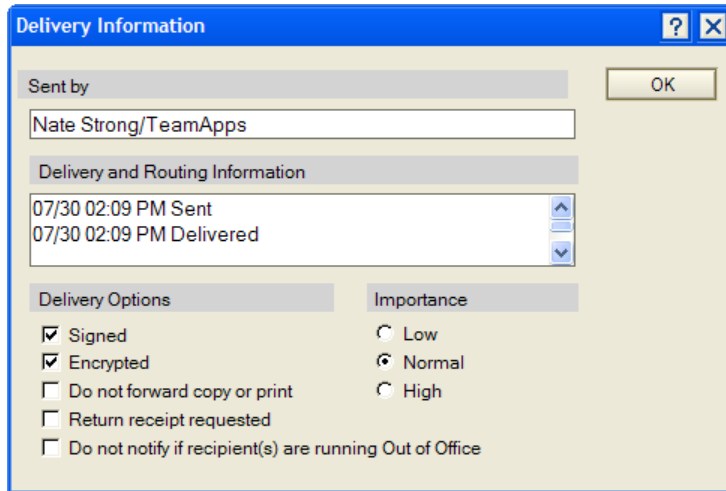 Delivery Information
Sent by
OK
Nate Strong/TeamApps
Delivery and Routing Information
07/30 02:09 PM Sent
07/30 02:09 PM Delivered
Delivery Options
Importance
Signed
Low
Encrypted
Normal
Do not forward copy or print
High
Return receipt requested
Do not notify if recipient(s) are running Out of Office